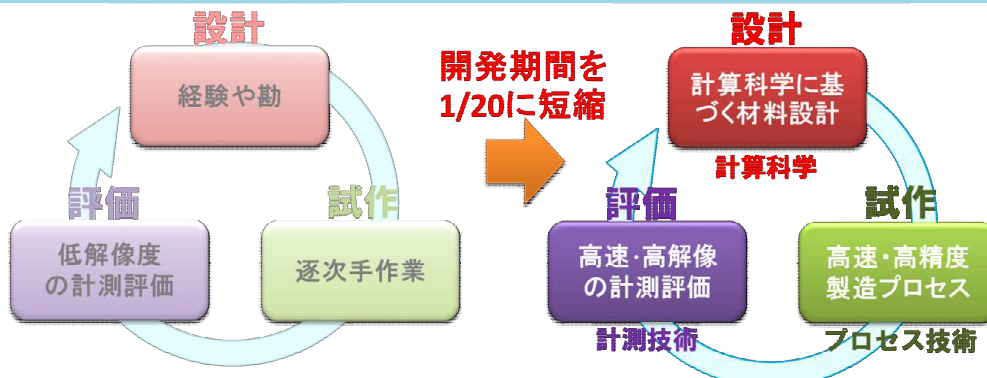 設計
経験や勘
評価
低解像度
の計測評価
試作
逐次手作業
開発期間を
1/20に短縮
設計
計算科学に基
づく材料設計
計算科学
評価
高速・高解像
の計測評価
計測技術
試作
高速・高精度
製造プロセス
プロセス技術